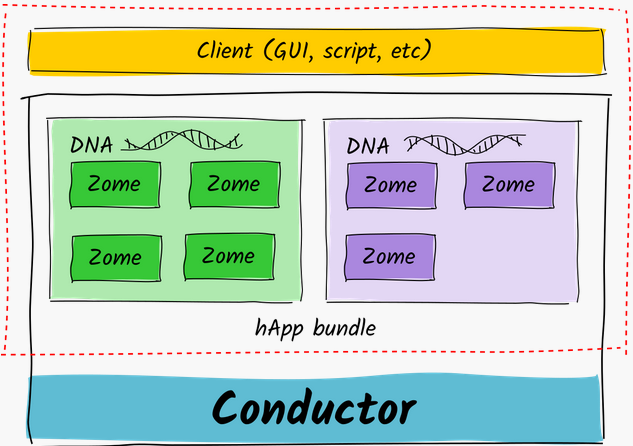 Client (GUI, script, etc)
DNA
Zome Zome
Zome Zome
DNA
Zome Zome
Zome
hApp bundle
Conductor